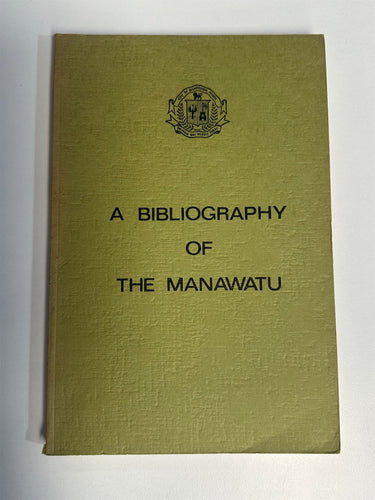 A BIBLIOGRAPHY
OF
THE MANAWATU